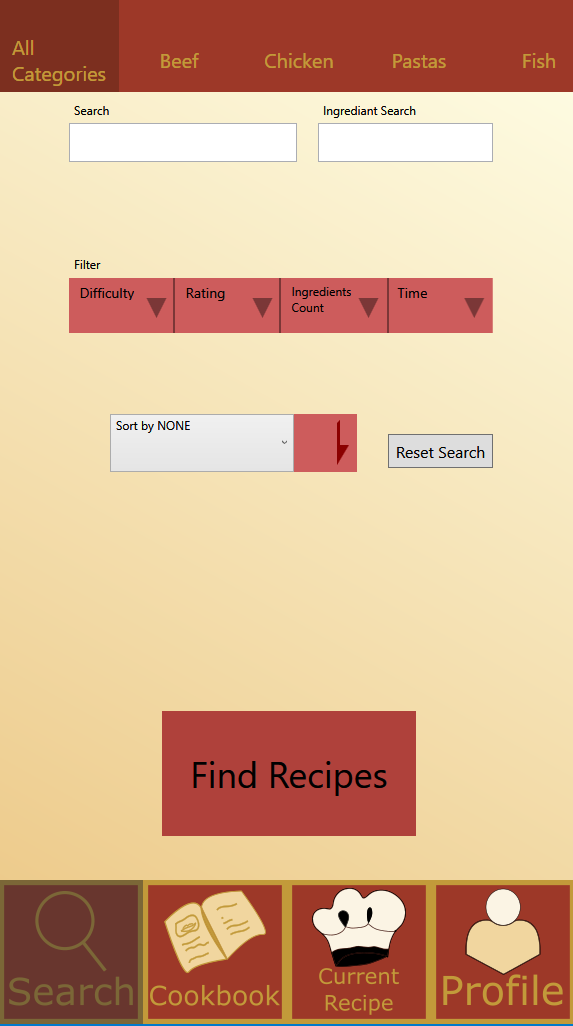 All
Categories
Beef
Chicken
Pastas
Fish
Search
Ingrediant Search
Filter
Difficulty
Rating
Ingredients
Count
Time
Sort by NONE
Reset Search
Find Recipes
Search
Cookbook
Current
Recipe
Profile